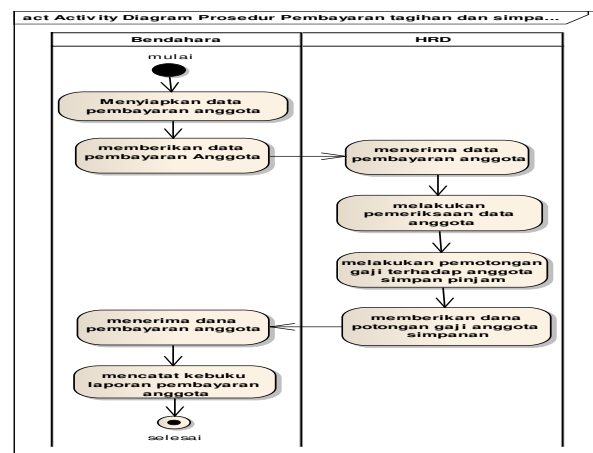 act Activity Diagram Prosedur Pembayaran tagihan dan simpa...
Bendahara
HRD
mulai
Menyiapkan data
pembayaran anggota
memberikan data
pembayaran Anggota
menerima data
pembayaran anggota
melakukan
pemeriksaan data
anggota
melakukan pemotongan
gaji terhadap anggota
simpan pinjam
memberikan dana
potongan gaji anggota
simpanan
menerima dana
pembayaran anggota
mencatat kebuku
laporan pembayaran
anggota
selesai